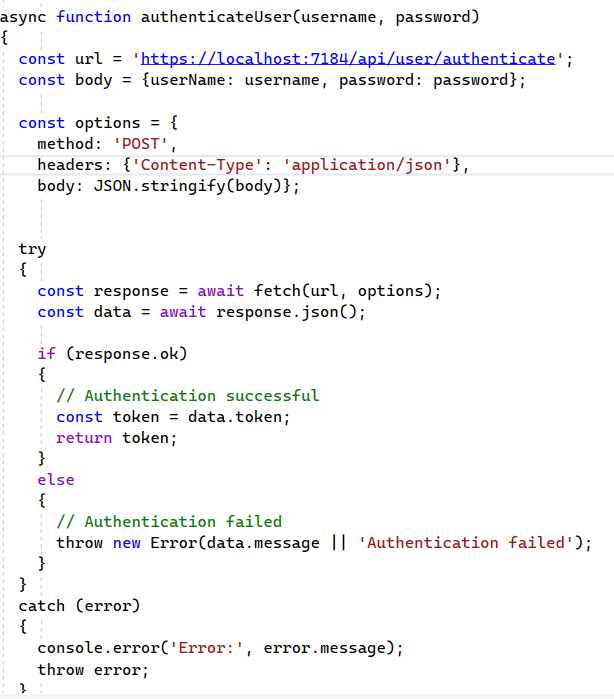 async function authenticateUser(username, password)
{
const url = 'https://localhost:7184/api/user/authenticate';
const body = {userName: username, password: password};
const options = {
method: 'POST',
headers: {'Content-Type': 'application/json'},
body: JSON.stringify(body)};
try
{
const response = await fetch(url, options);
const data = await response.json();
if (response.ok)
{
// Authentication successful
const token = data.token;
return token;
}
else
{
// Authentication failed
throw new Error(data.message || 'Authentication failed');
}
}
catch (error)
{
console.error('Error:', error.message);
throw error;
}